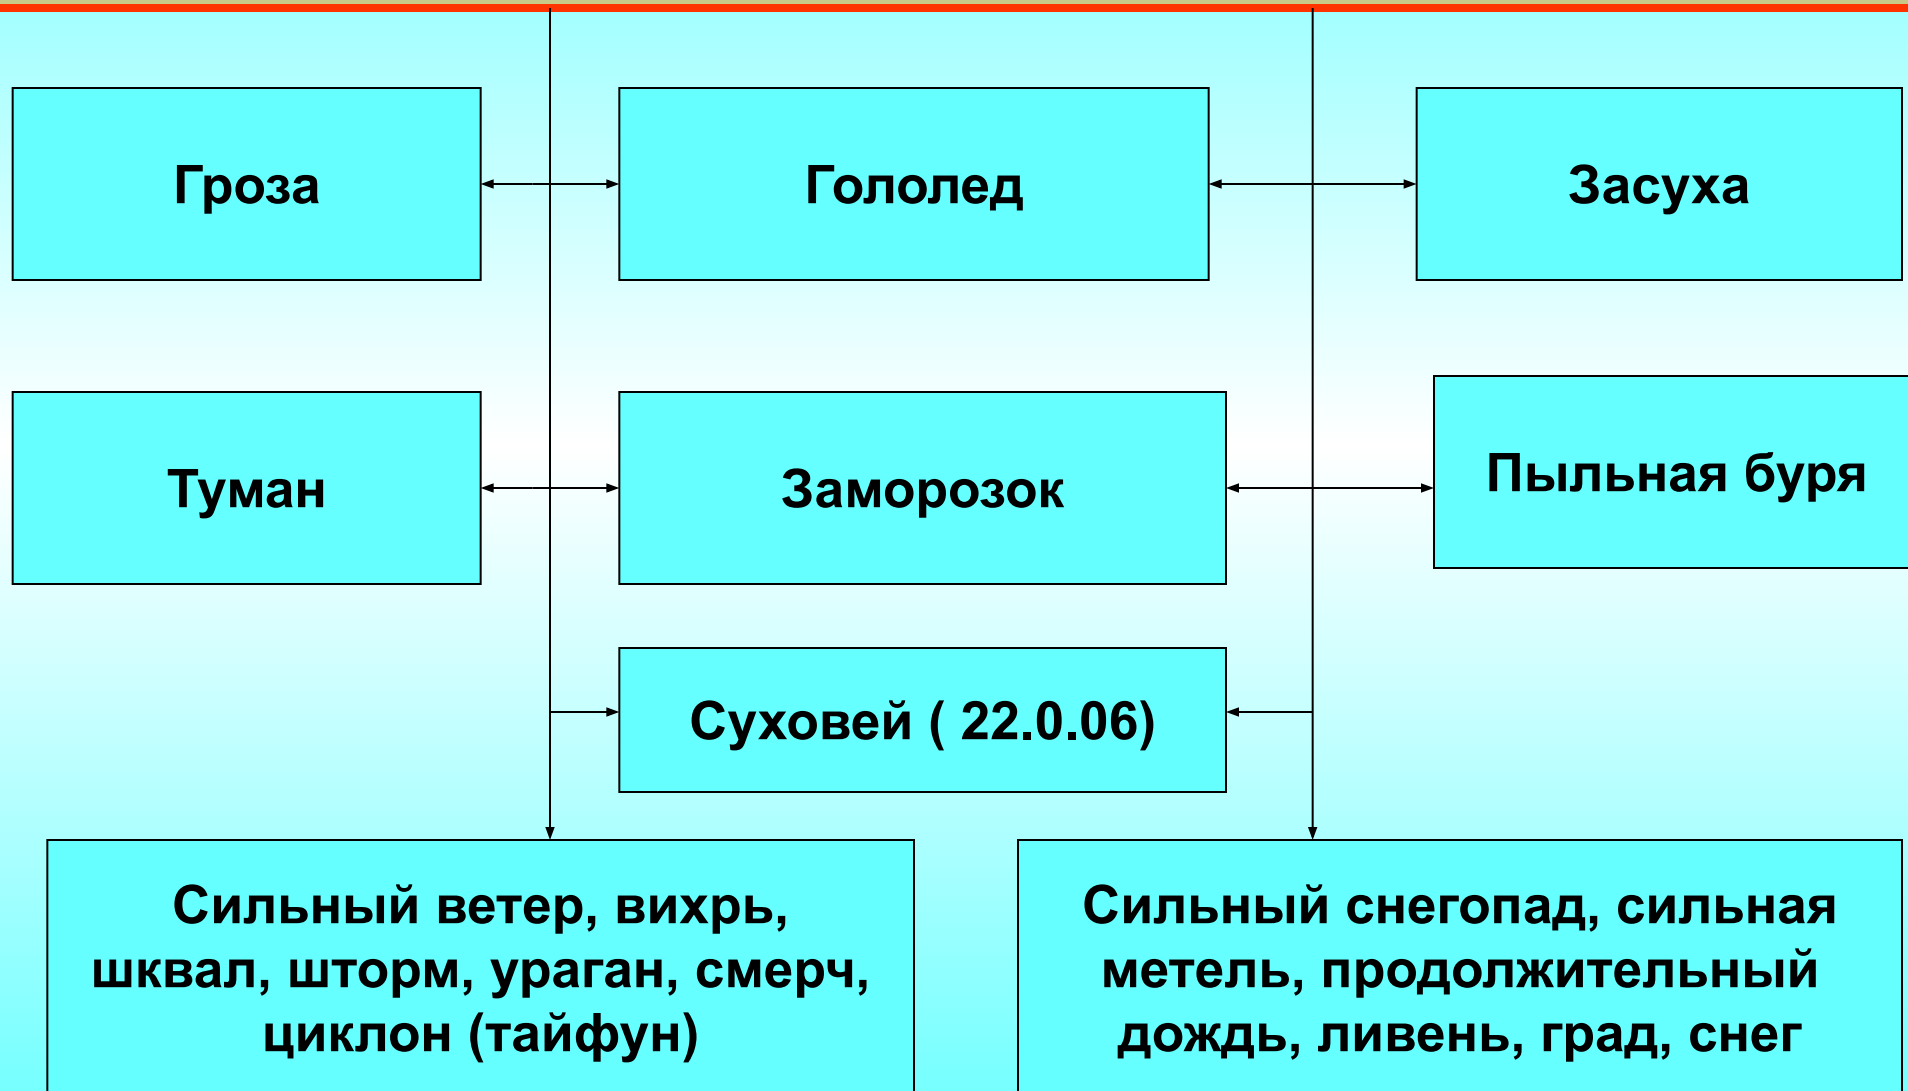 Гроза
Гололед
Засуха
Туман
Заморозок
Пыльная буря
Суховей ( 22.0.06)
Сильный ветер, вихрь,
шквал, шторм, ураган, смерч,
циклон (тайфун)
Сильный снегопад, сильная
метель, продолжительный
дождь, ливень, град, снег